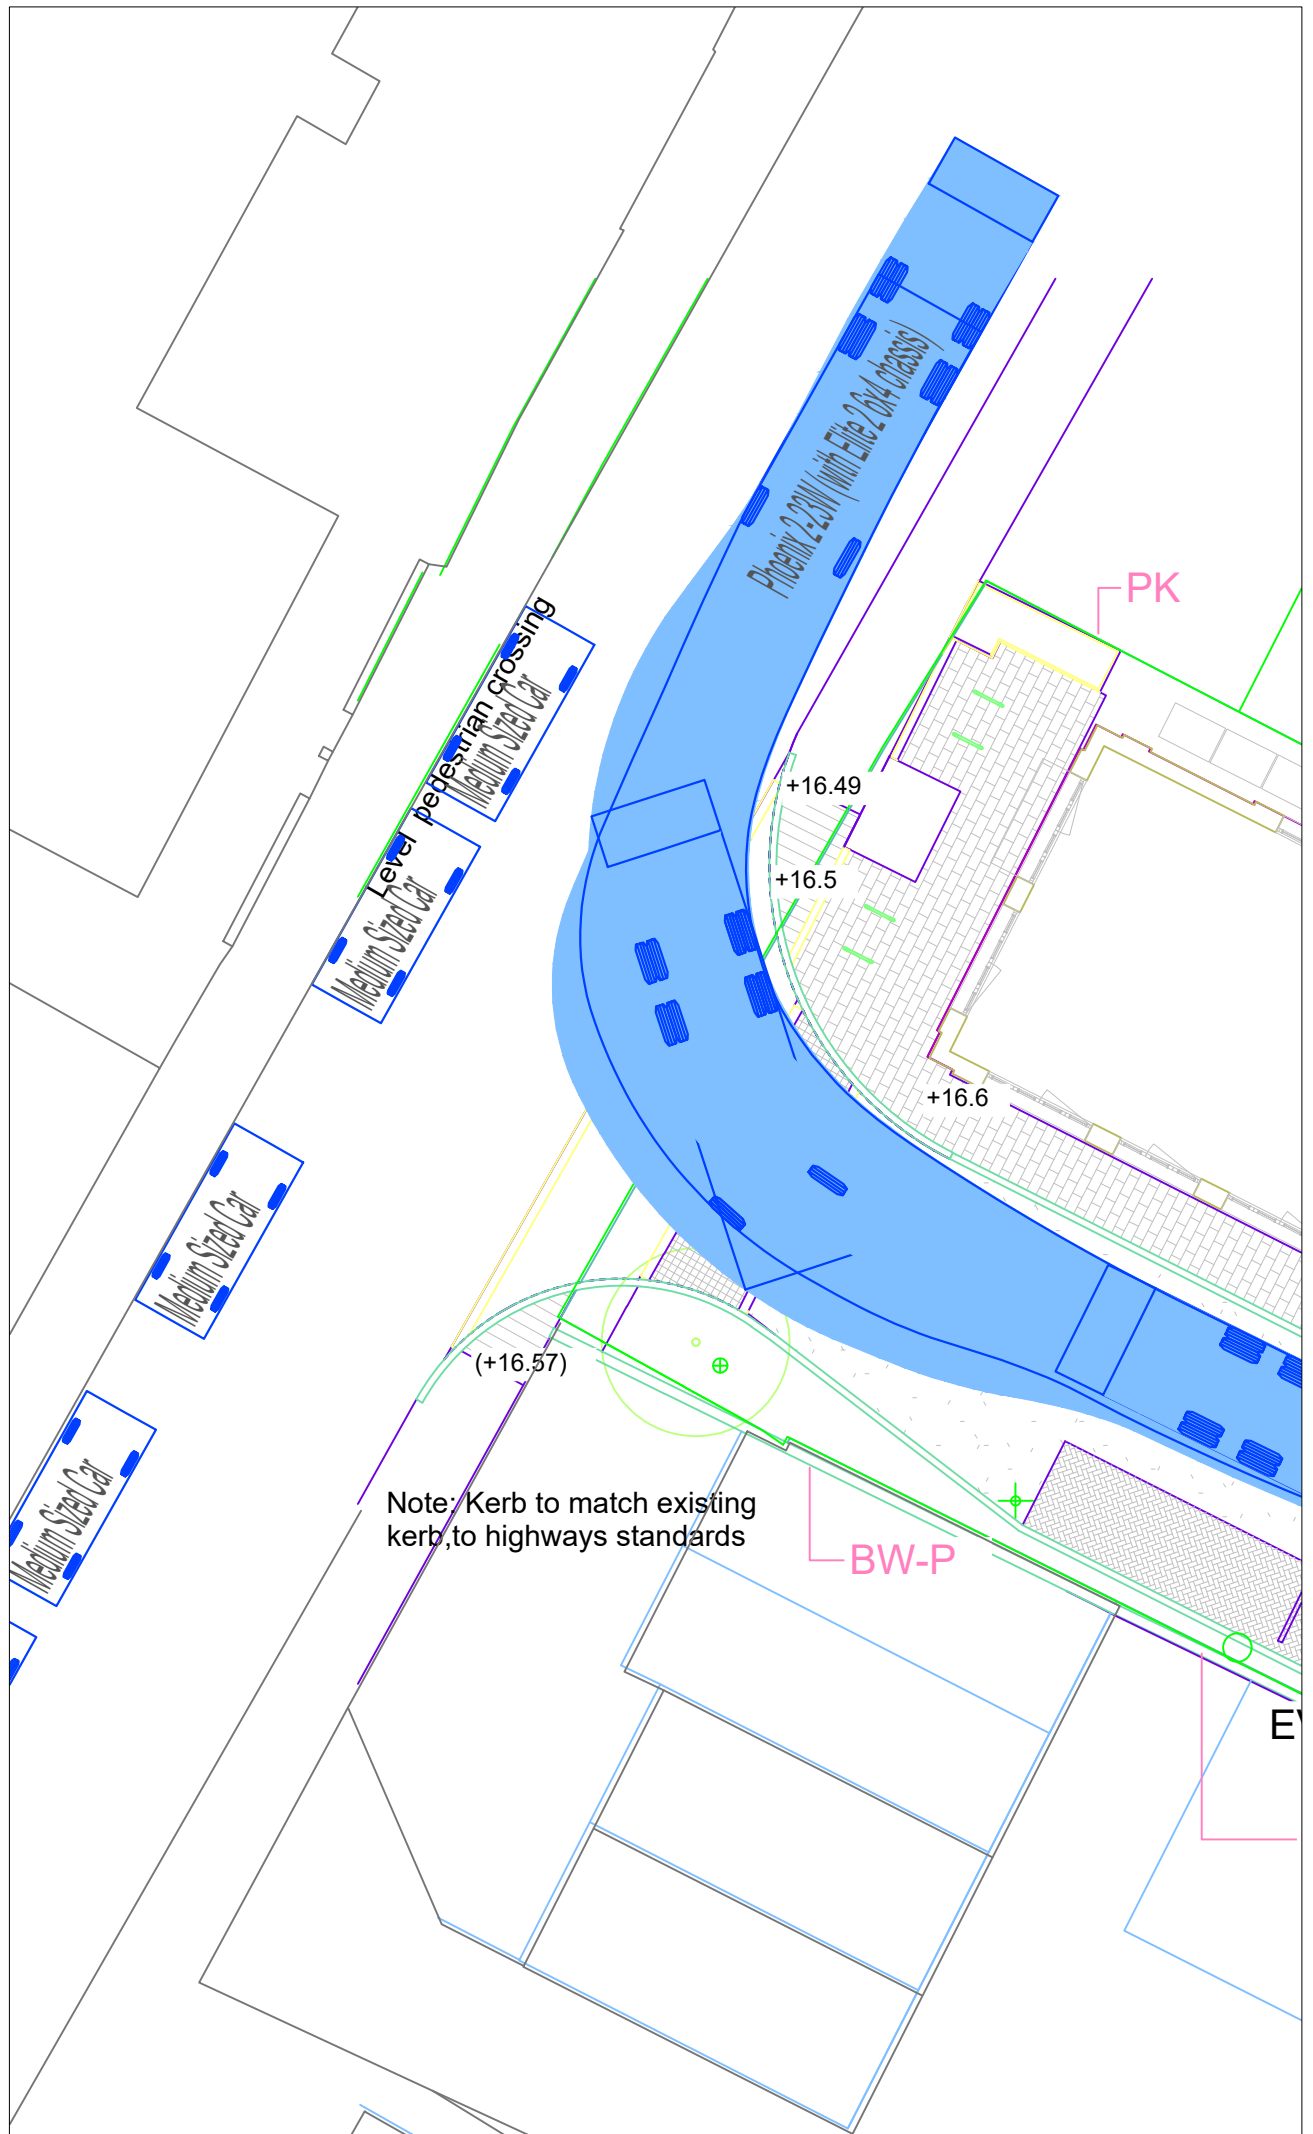 Phoenix 2-23W (with Elite 2 6x4 chassis)
PK
Level pedestrian crossing
Medium Sized Car
+16.49
Medium Sized Car
+16.5
+16.6
Medium Sized Car
(+16.57)
Medium Sized Car
Note: Kerb to match existing
kerb,to highways standards
BW-P